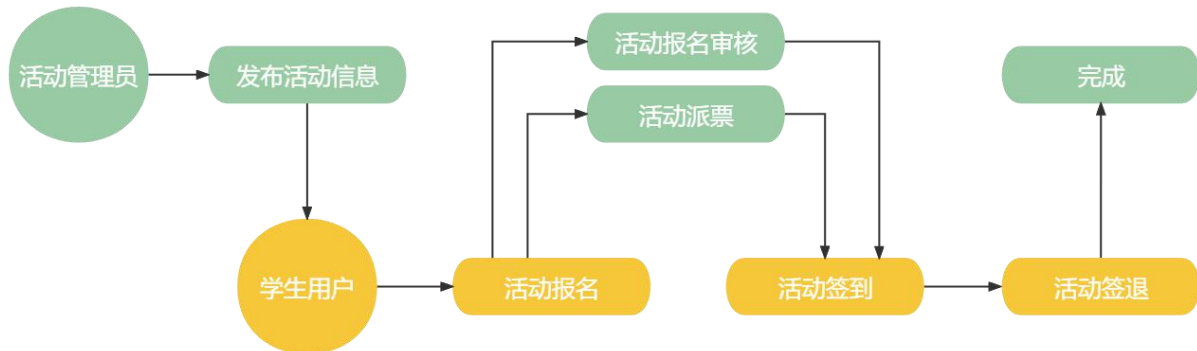 活动管理员
发布活动信息
活动报名审核
活动派票
完成
学生用户
活动报名
活动签到
活动签退